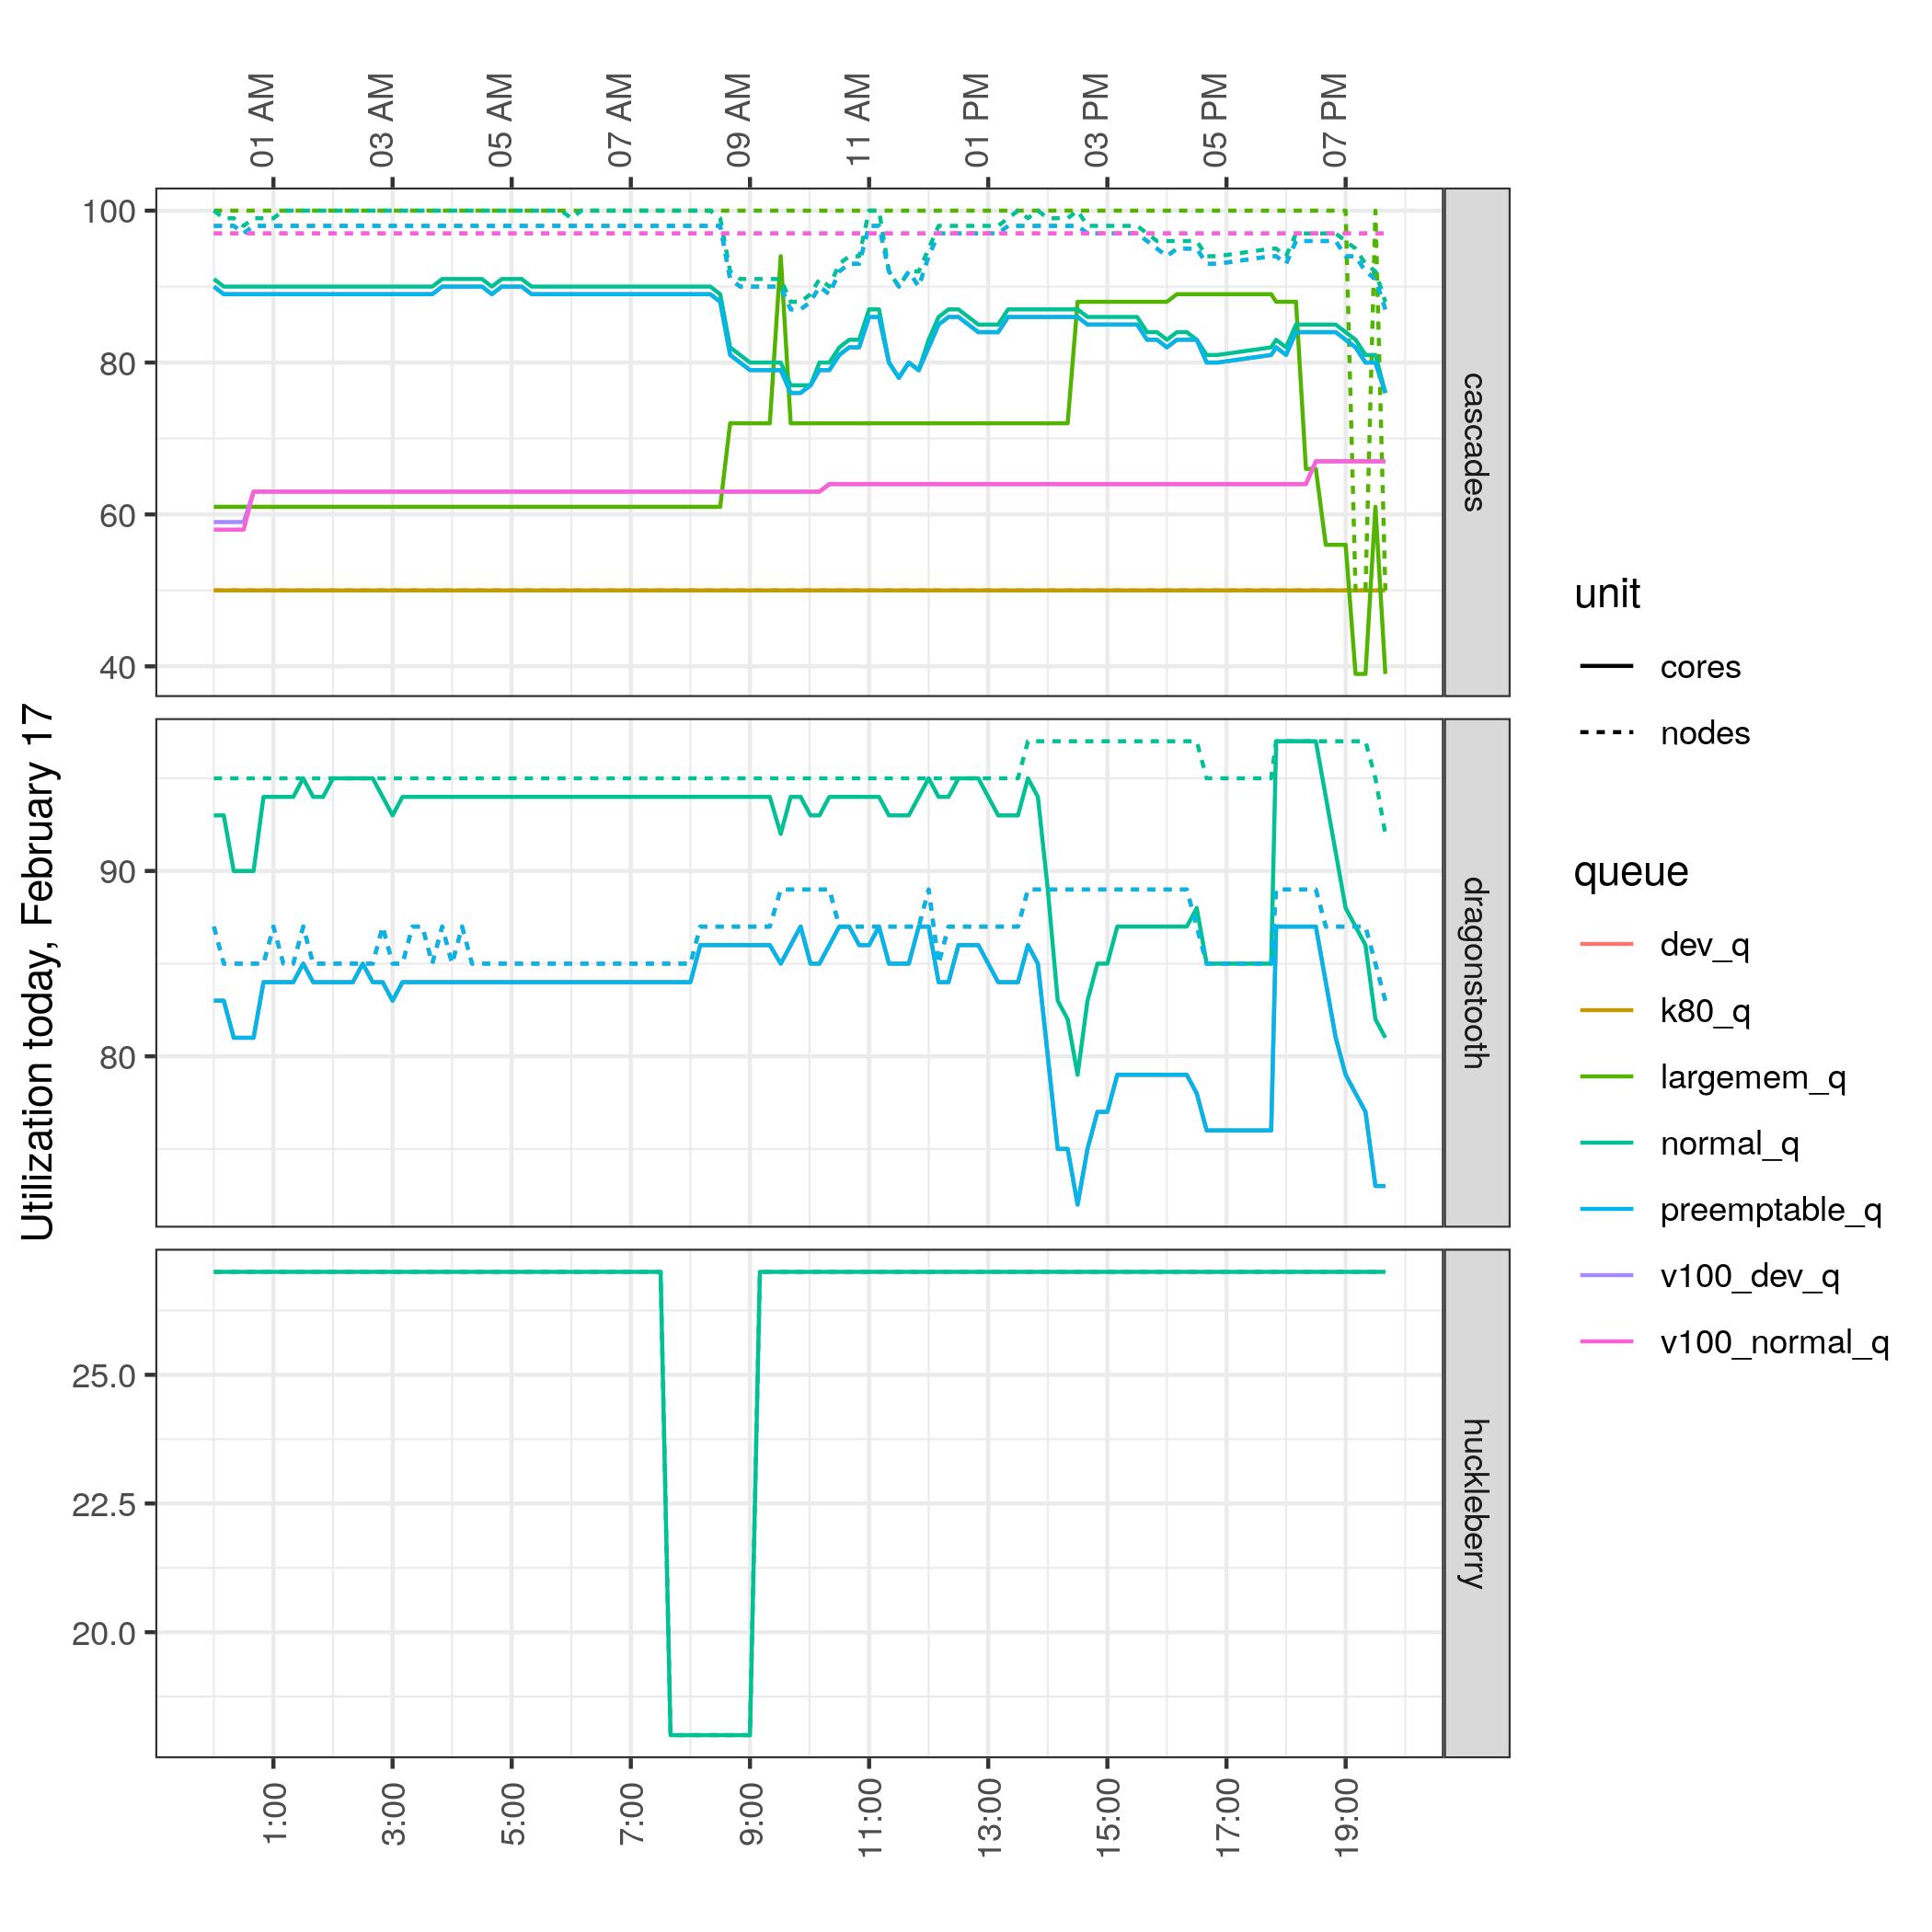 01 AM
03 AM
05 AM
07 AM
09 AM
11 AM
01 PM
03 PM
05 PM
07 PM
Utilization today, February 17
100
80
60
40
cascades
90
80
dragonstooth
25.0
22.5
20.0
huckleberry
1:00
3:00
5:00
7:00
9:00
11:00
13:00
15:00
17:00
19:00
unit
cores
nodes
queue
dev_q
k80_q
largemem_q
normal_q
preemptable_q
v100_dev_q
v100_normal_q